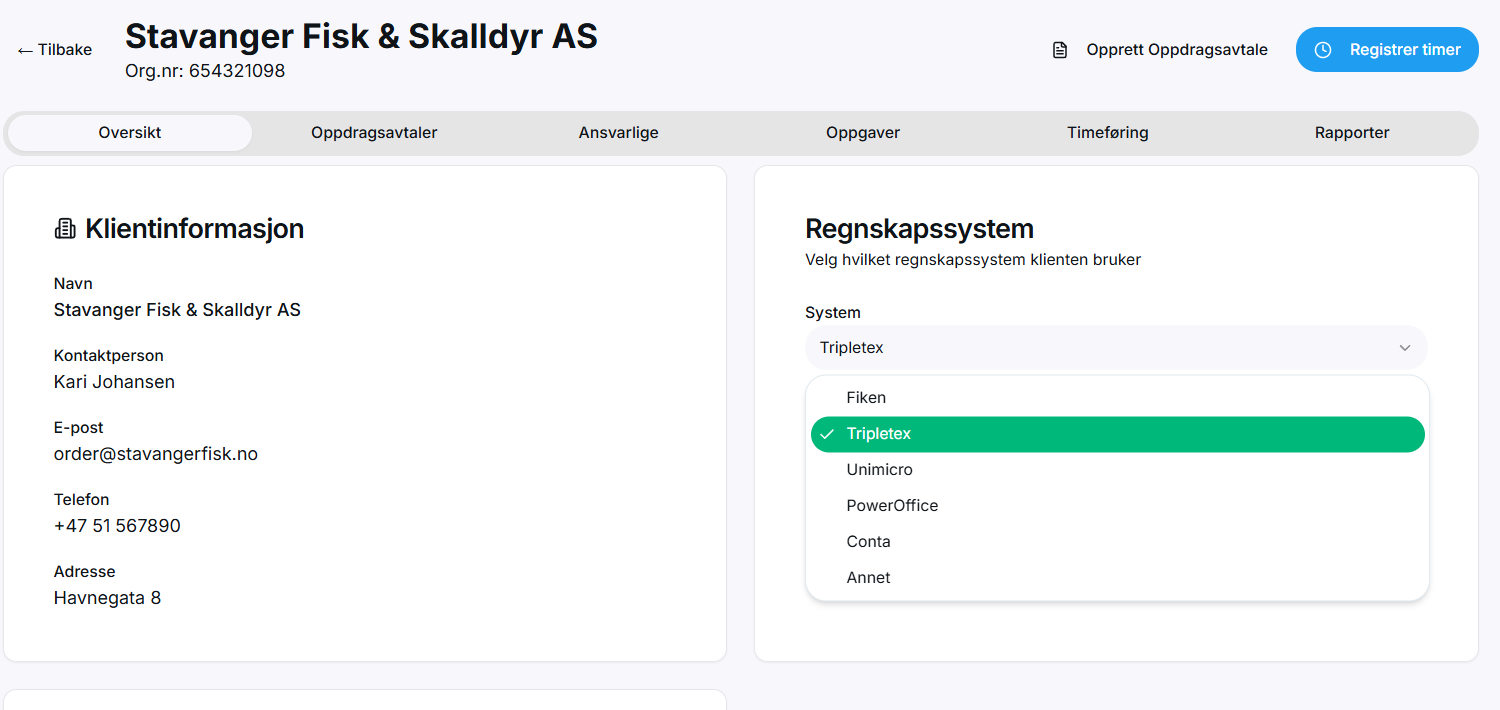 ← Tilbake
Stavanger Fisk & Skalldyr AS
Org.nr: 654321098
Opprett Oppdragsavtale
Registrer timer
Oversikt
Oppdragsavtaler
Ansvarlige
Oppgaver
Timeføring
Rapporter
Klientinformasjon
Navn
Stavanger Fisk & Skalldyr AS
Kontaktperson
Kari Johansen
E-post
order@stavangerfisk.no
Telefon
+47 51 567890
Adresse
Havnegata 8
Regnskapssystem
Velg hvilket regnskapssystem klienten bruker
System
Tripletex
Fiken
Tripletex
Unimicro
PowerOffice
Conta
Annet